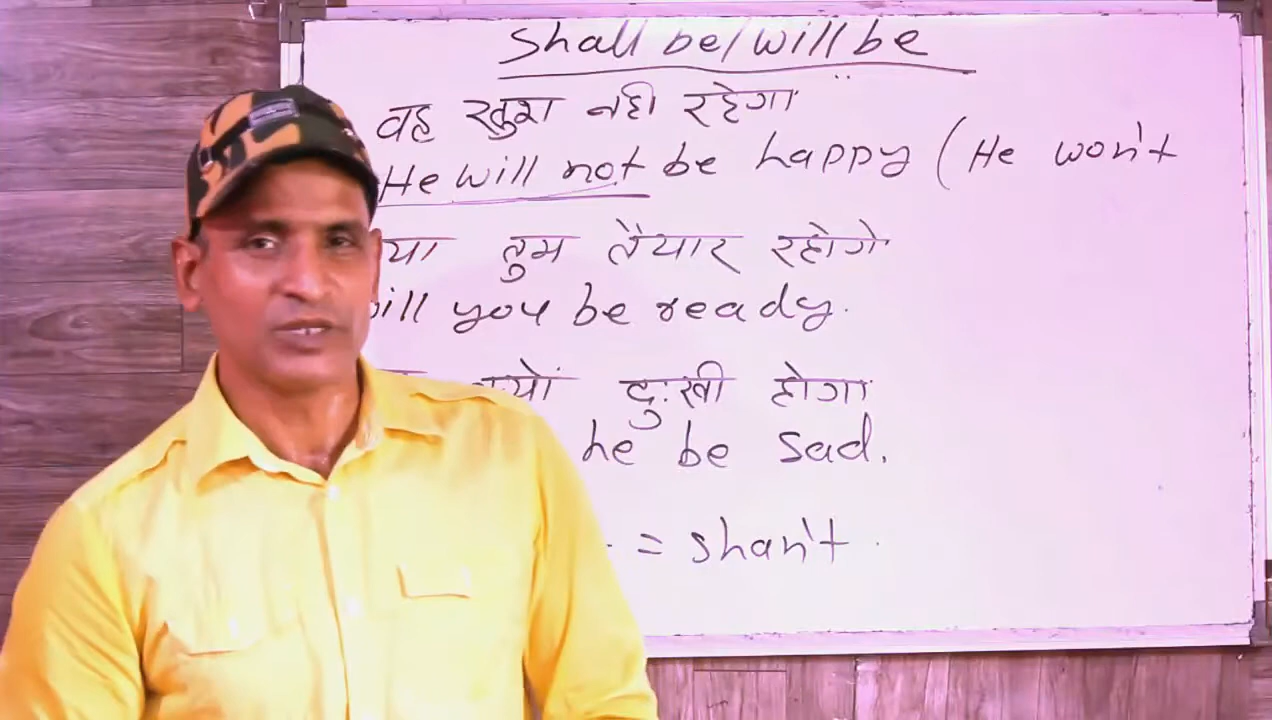 Shall be/will be
वह खुश नही रहेगा
He will not be happy (He won't
तुम तैयार रहोगे
you be ready.
दुःखी होगा
he be sad.
= shan't